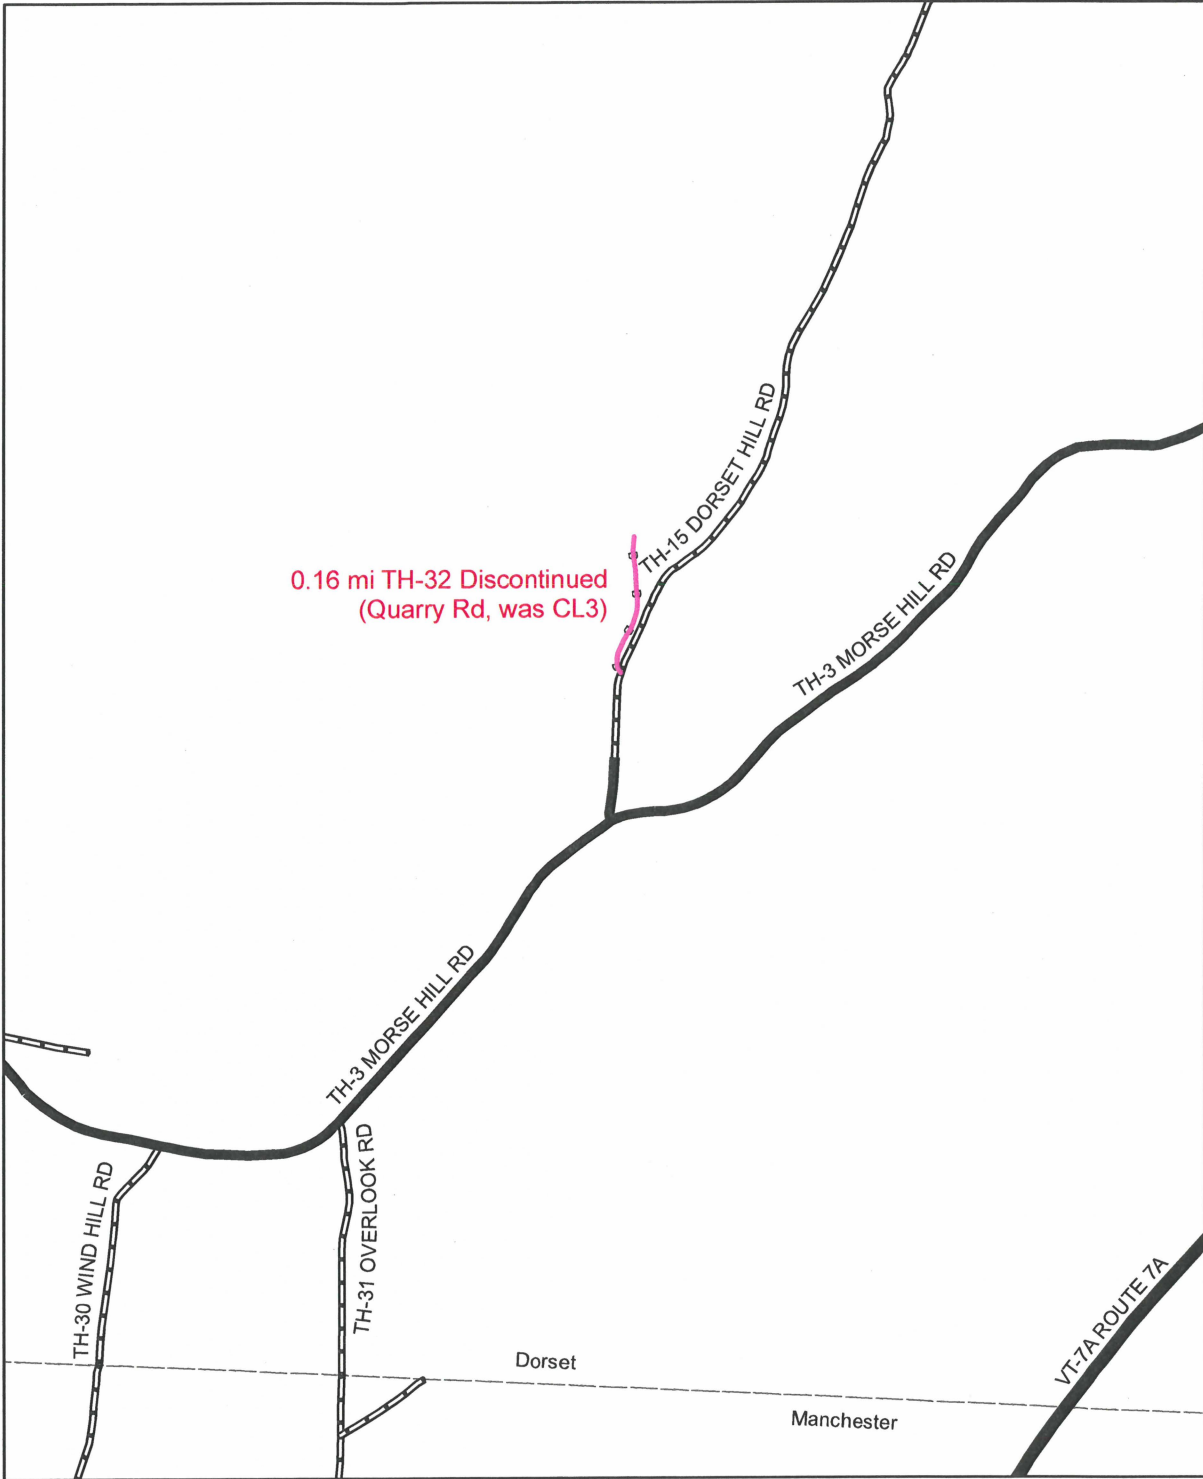 TH-15 DORSET HILL RD
0.16 mi TH-32 Discontinued
(Quarry Rd, was CL3)
TH-3 MORSE HILL RD
TH-3 MORSE HILL RD
TH-30 WIND HILL RD
TH-31 OVERLOOK RD
VT-7A ROUTE 7A
Dorset
Manchester